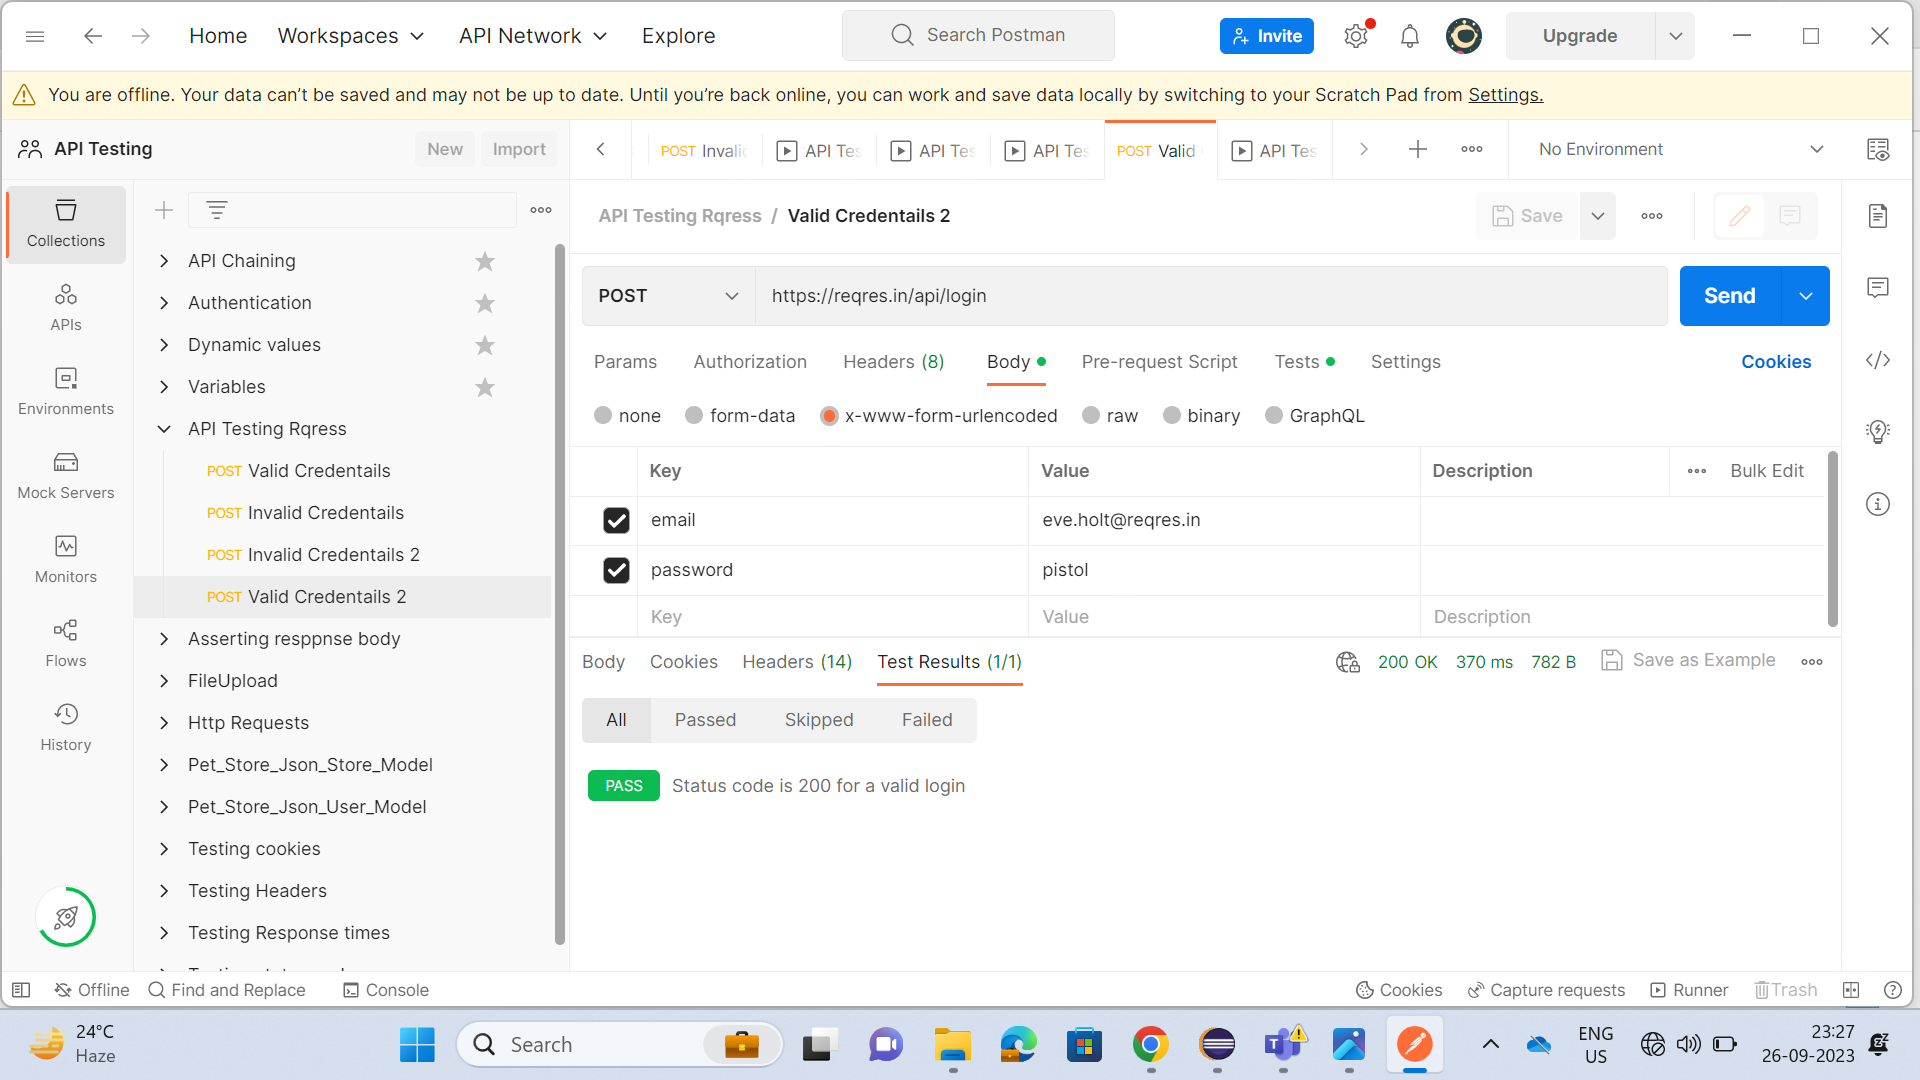 Home Workspaces API Network Explore Search Postman Invite Upgrade
You are offline. Your data can’t be saved and may not be up to date. Until you’re back online, you can work and save data locally by switching to your Scratch Pad from Settings.
API Testing New Import
POST Invalid API Tes API Tes API Tes POST Valid API Tes No Environment
Collections
APIs
Environments
Mock Servers
Monitors
Flows
History
API Chaining
Authentication
Dynamic values
Variables
API Testing Rqress
POST Valid Credentails
POST Invalid Credentails
POST Invalid Credentails 2
POST Valid Credentails 2
Asserting resppnse body
FileUpload
Http Requests
Pet_Store_Json_Store_Model
Pet_Store_Json_User_Model
Testing cookies
Testing Headers
Testing Response times
API Testing Rqress / Valid Credentails 2 Save
POST https://reqres.in/api/login Send
Params Authorization Headers (8) Body Pre-request Script Tests Settings Cookies
none form-data x-www-form-urlencoded raw binary GraphQL
Key Value Description Bulk Edit
email eve.holt@reqres.in
password pistol
Key Value Description
Body Cookies Headers (14) Test Results (1/1) 200 OK 370 ms 782 B Save as Example
All Passed Skipped Failed
PASS Status code is 200 for a valid login
Offline Find and Replace Console Cookies Capture requests Runner Trash
24°C
Haze
Search
ENG
US
23:27
26-09-2023